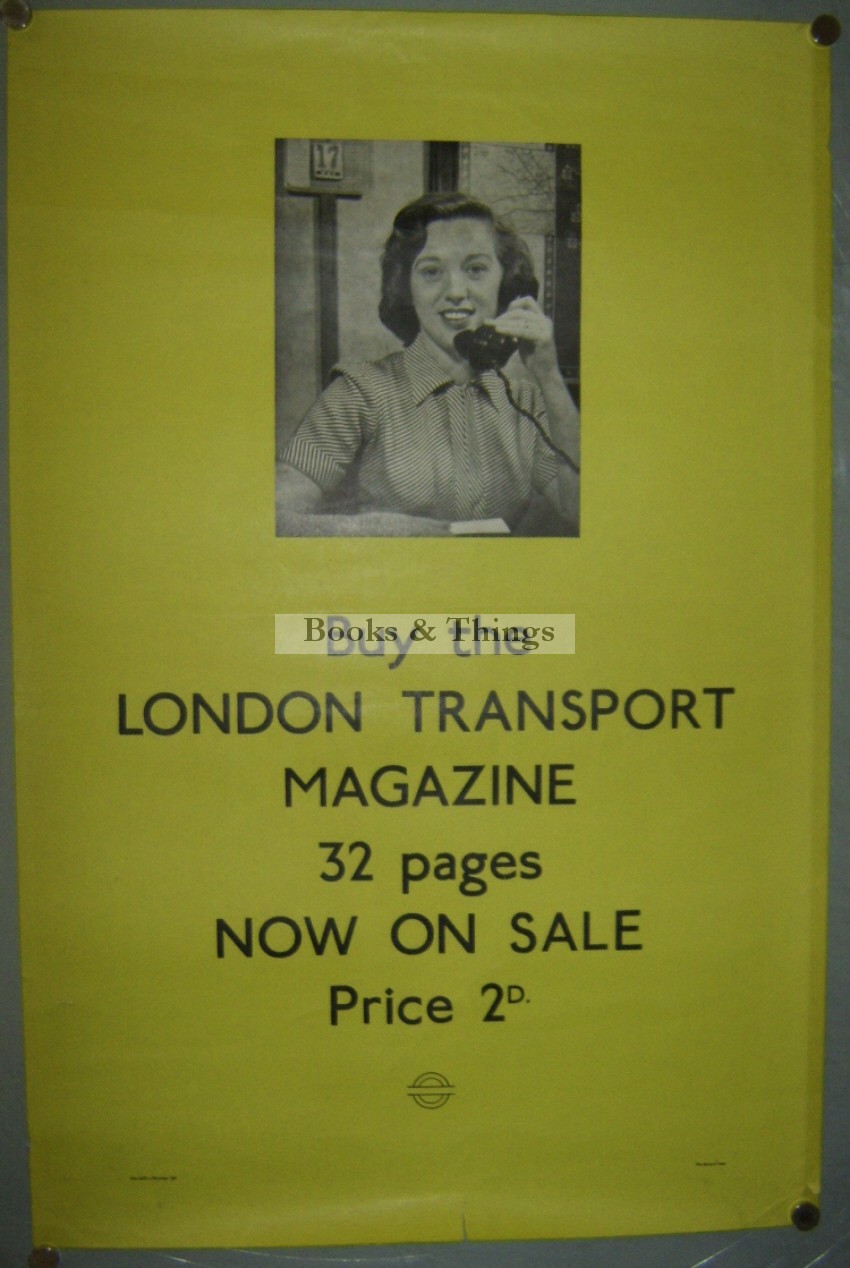 17
Buy the
Books & Things
LONDON TRANSPORT
MAGAZINE
32 pages
NOW ON SALE
Price 2D.